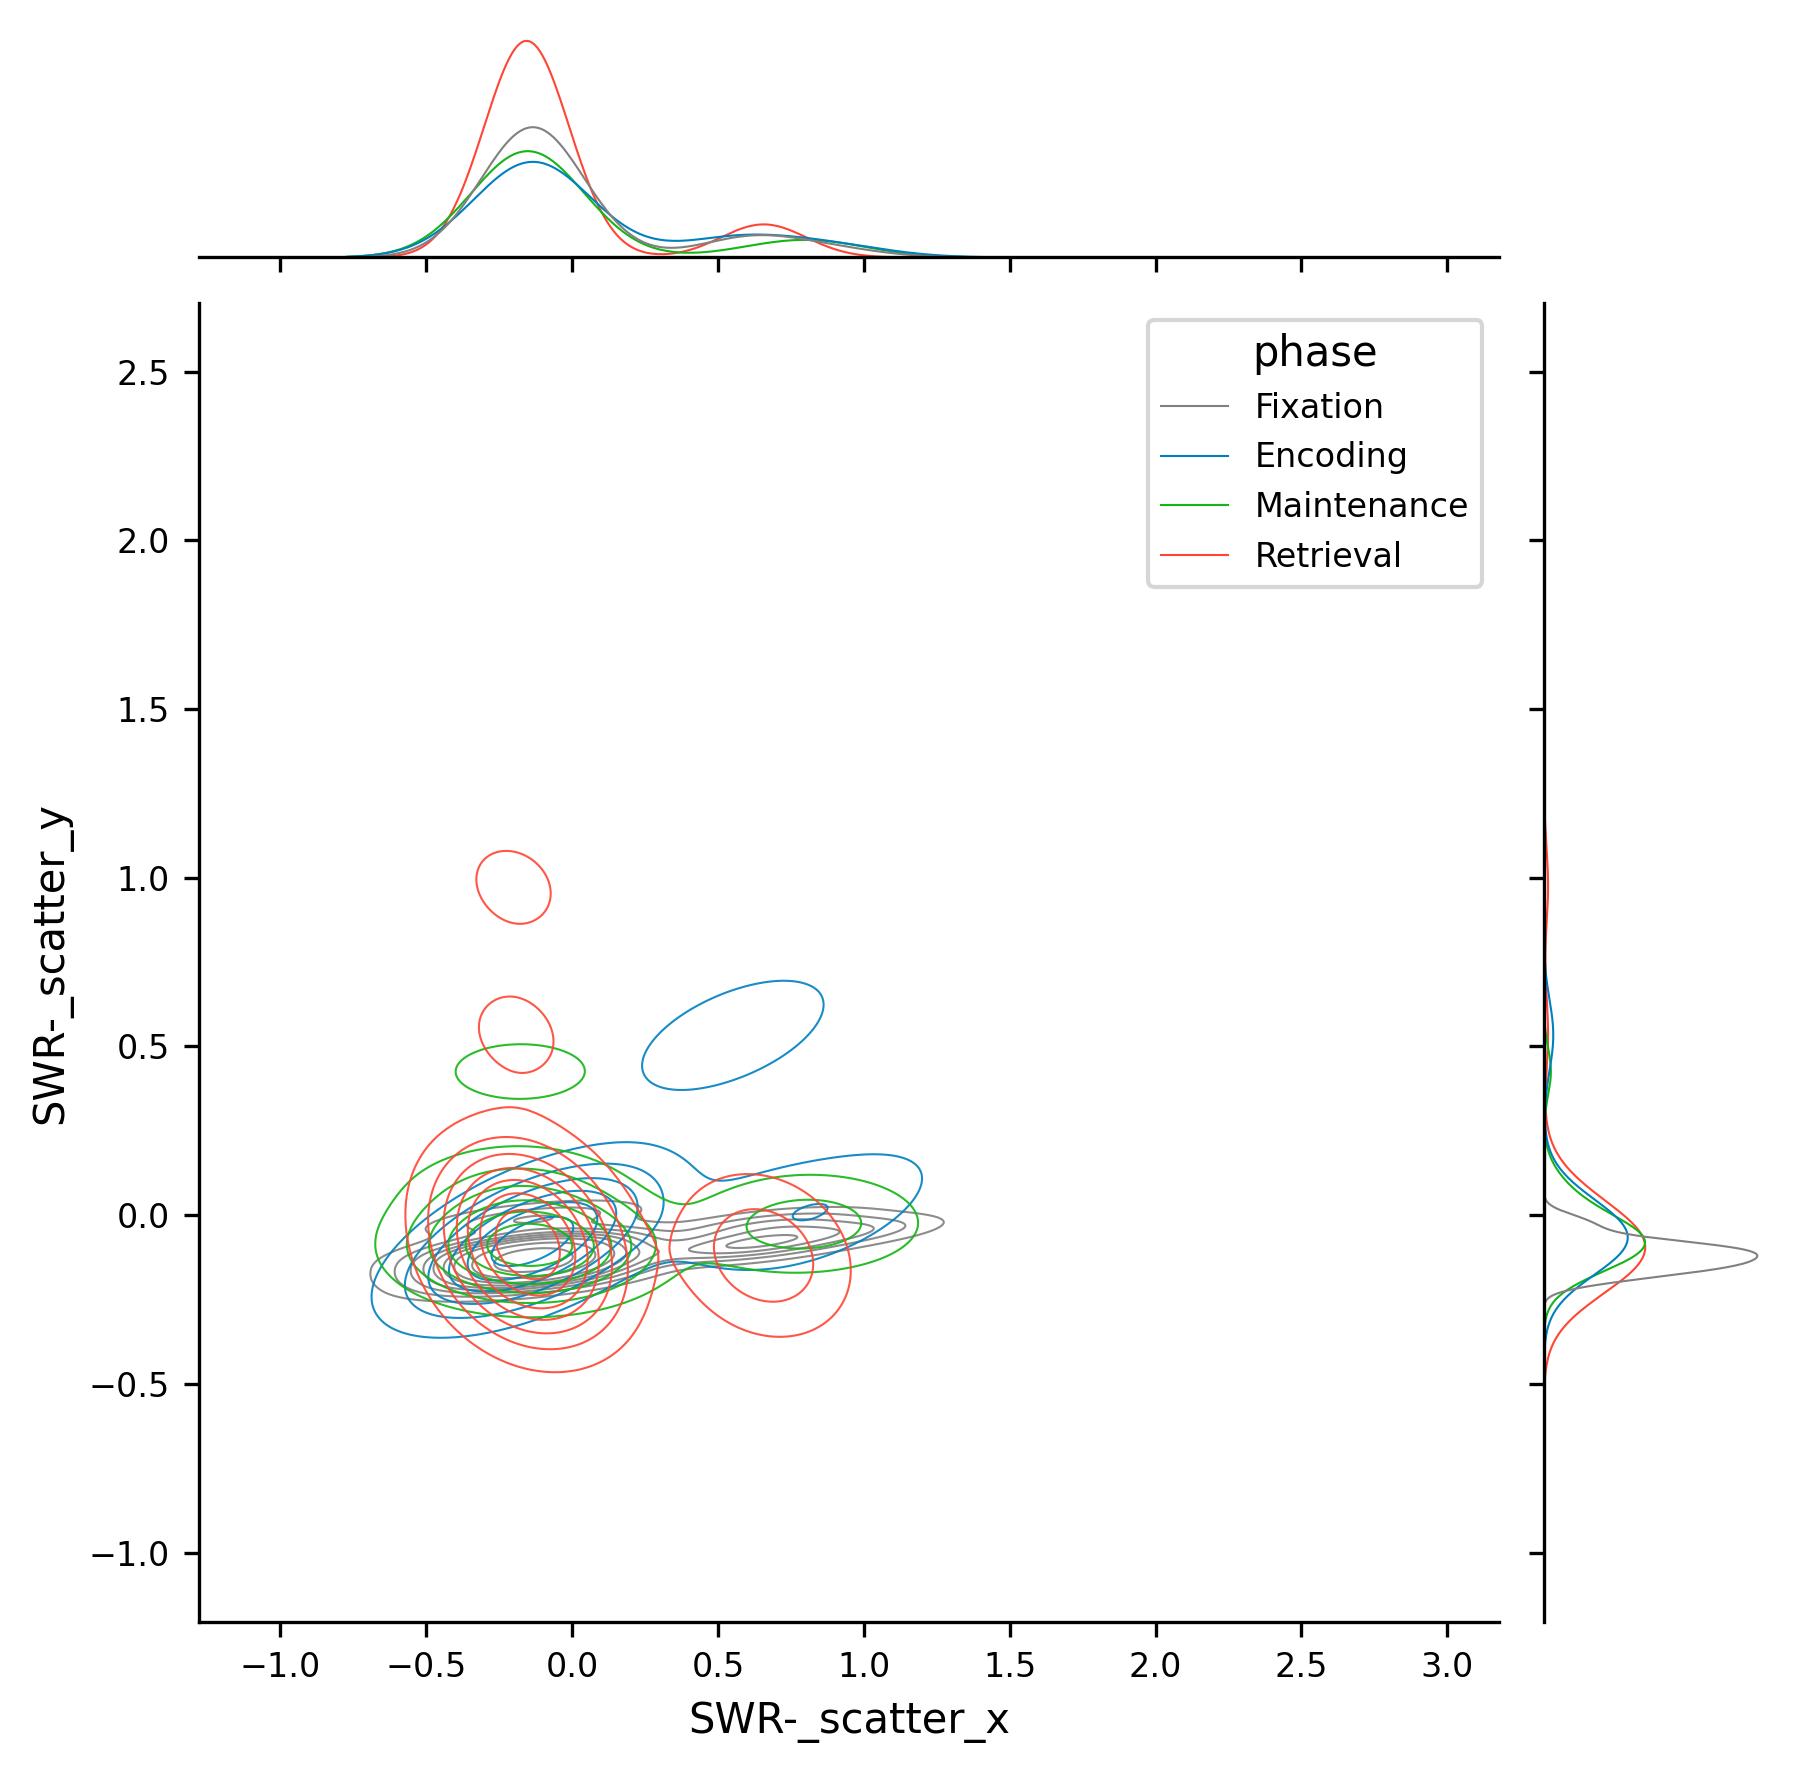 phase
Fixation
Encoding
Maintenance
Retrieval
2.5
2.0
1.5
1.0
0.5
0.0
−0.5
−1.0
SWR-_scatter_y
−1.0 −0.5 0.0 0.5 1.0 1.5 2.0 2.5 3.0
SWR-_scatter_x